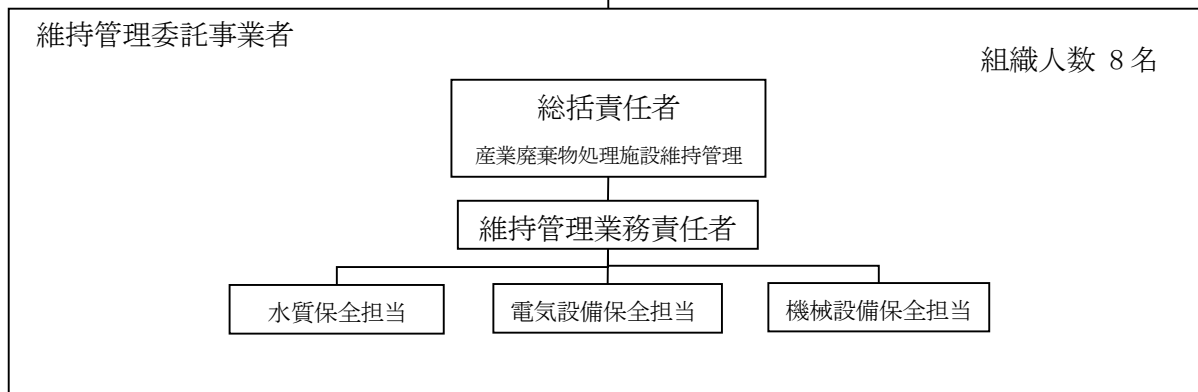 維持管理委託事業者
組織人数 8名
総括責任者
産業廃棄物処理施設維持管理
維持管理業務責任者
水質保全担当
電気設備保全担当
機械設備保全担当